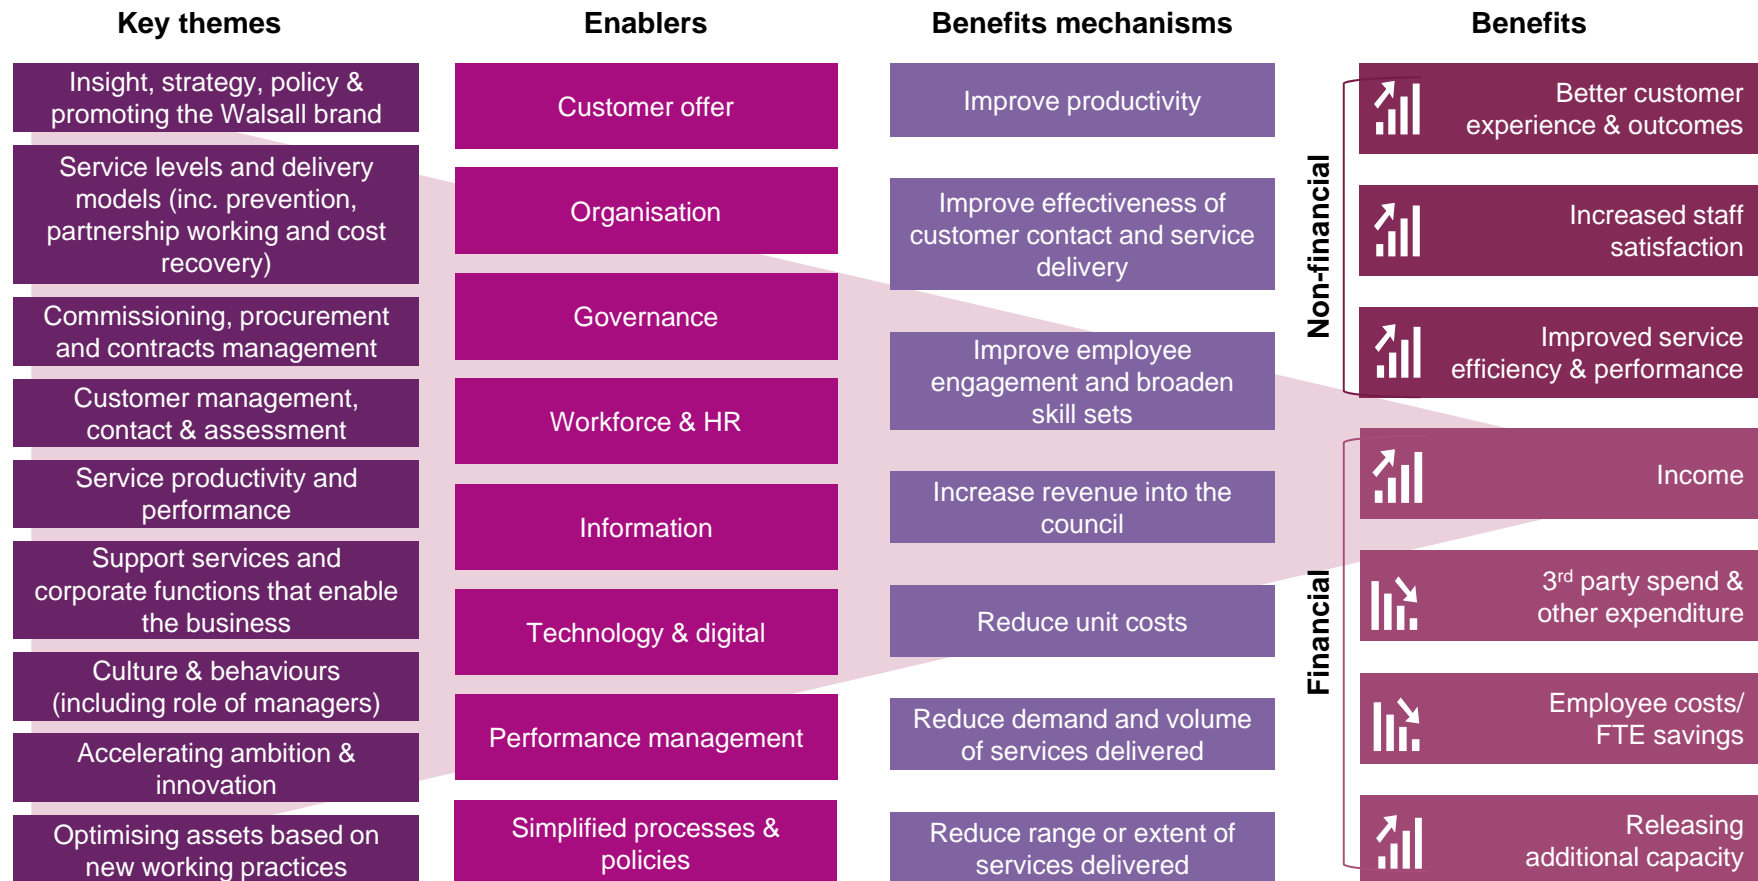 Key themes
Insight, strategy, policy &
promoting the Walsall brand
Service levels and delivery
models (inc. prevention,
partnership working and cost
recovery)
Commissioning, procurement
and contracts management
Customer management,
contact & assessment
Service productivity and
performance
Support services and
corporate functions that enable
the business
Culture & behaviours
(including role of managers)
Accelerating ambition &
innovation
Optimising assets based on
new working practices
Enablers
Customer offer
Organisation
Governance
Workforce & HR
Information
Technology & digital
Performance management
Simplified processes &
policies
Benefits mechanisms
Improve productivity
Improve effectiveness of
customer contact and service
delivery
Improve employee
engagement and broaden
skill sets
Increase revenue into the
council
Reduce unit costs
Reduce demand and volume
of services delivered
Reduce range or extent of
services delivered
Benefits
Non-financial
Better customer
experience & outcomes
Increased staff
satisfaction
Improved service
efficiency & performance
Financial
Income
3rd party spend &
other expenditure
Employee costs/
FTE savings
Releasing
additional capacity